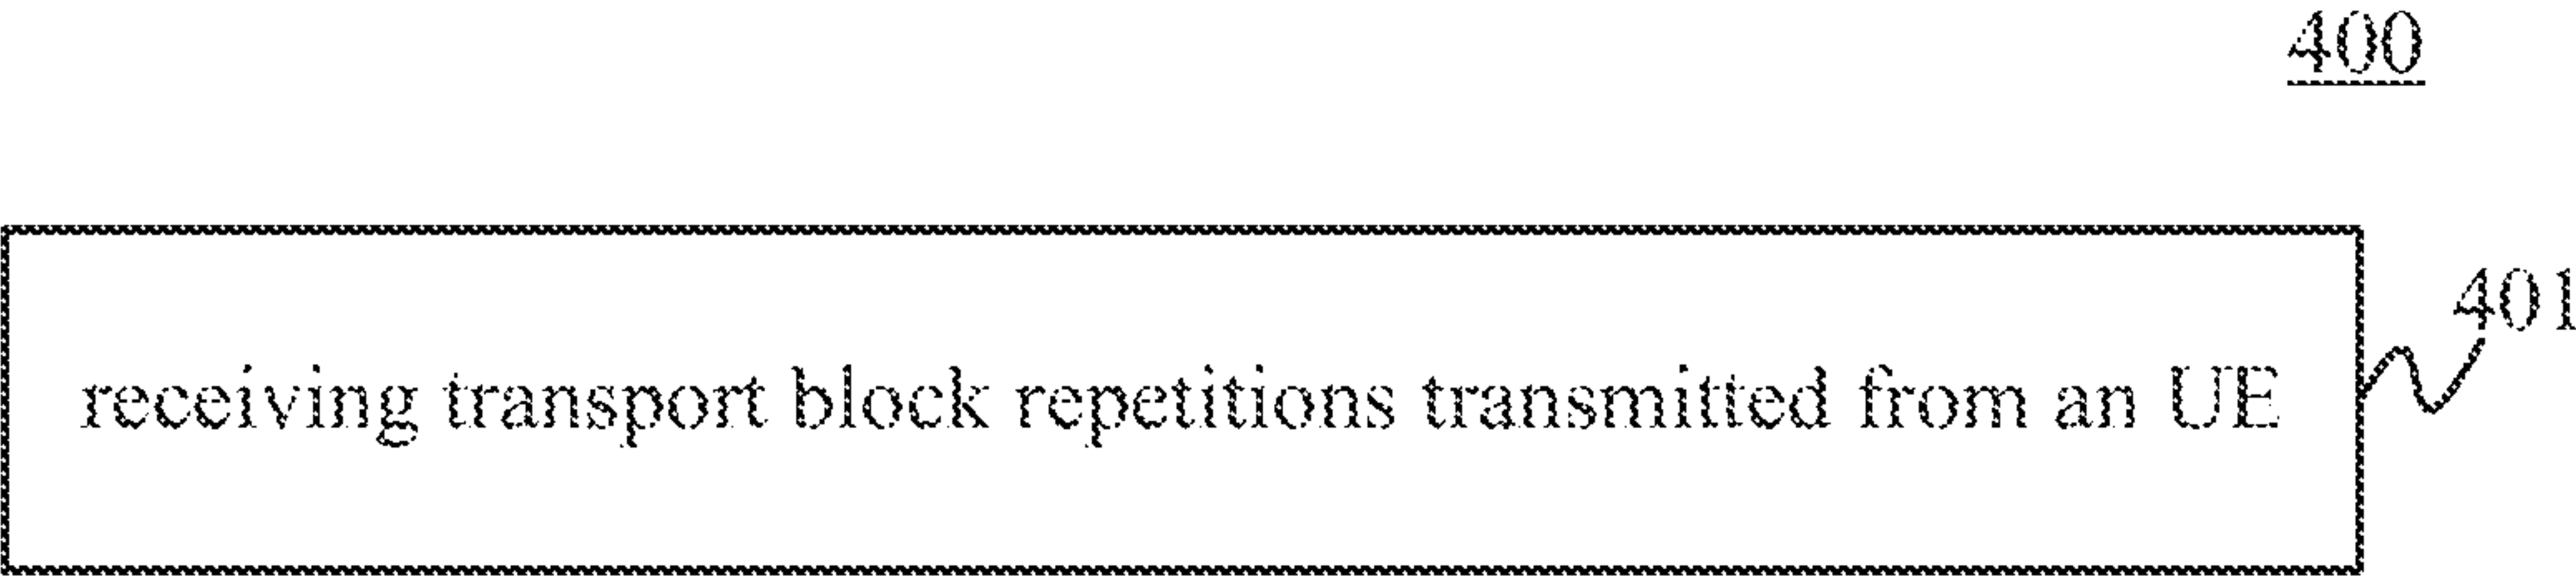 400
401
receiving transport block repetitions transmitted from an UE